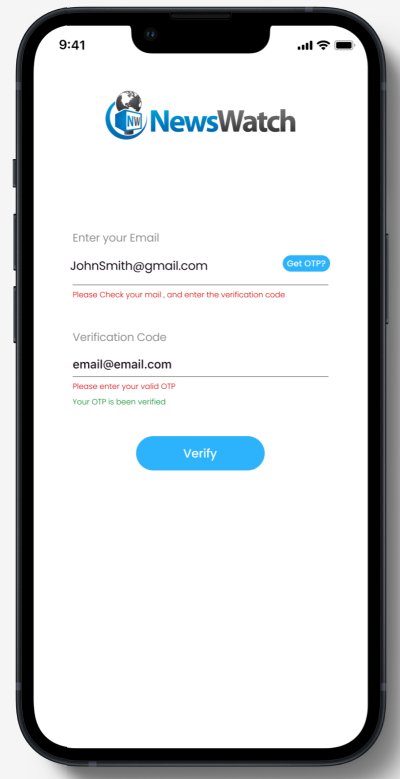 9:41
NW NewsWatch
Enter your Email
JohnSmith@gmail.com Get OTP?
Please Check your mail , and enter the verification code
Verification Code
email@email.com
Please enter your valid OTP
Your OTP is been verified
Verify